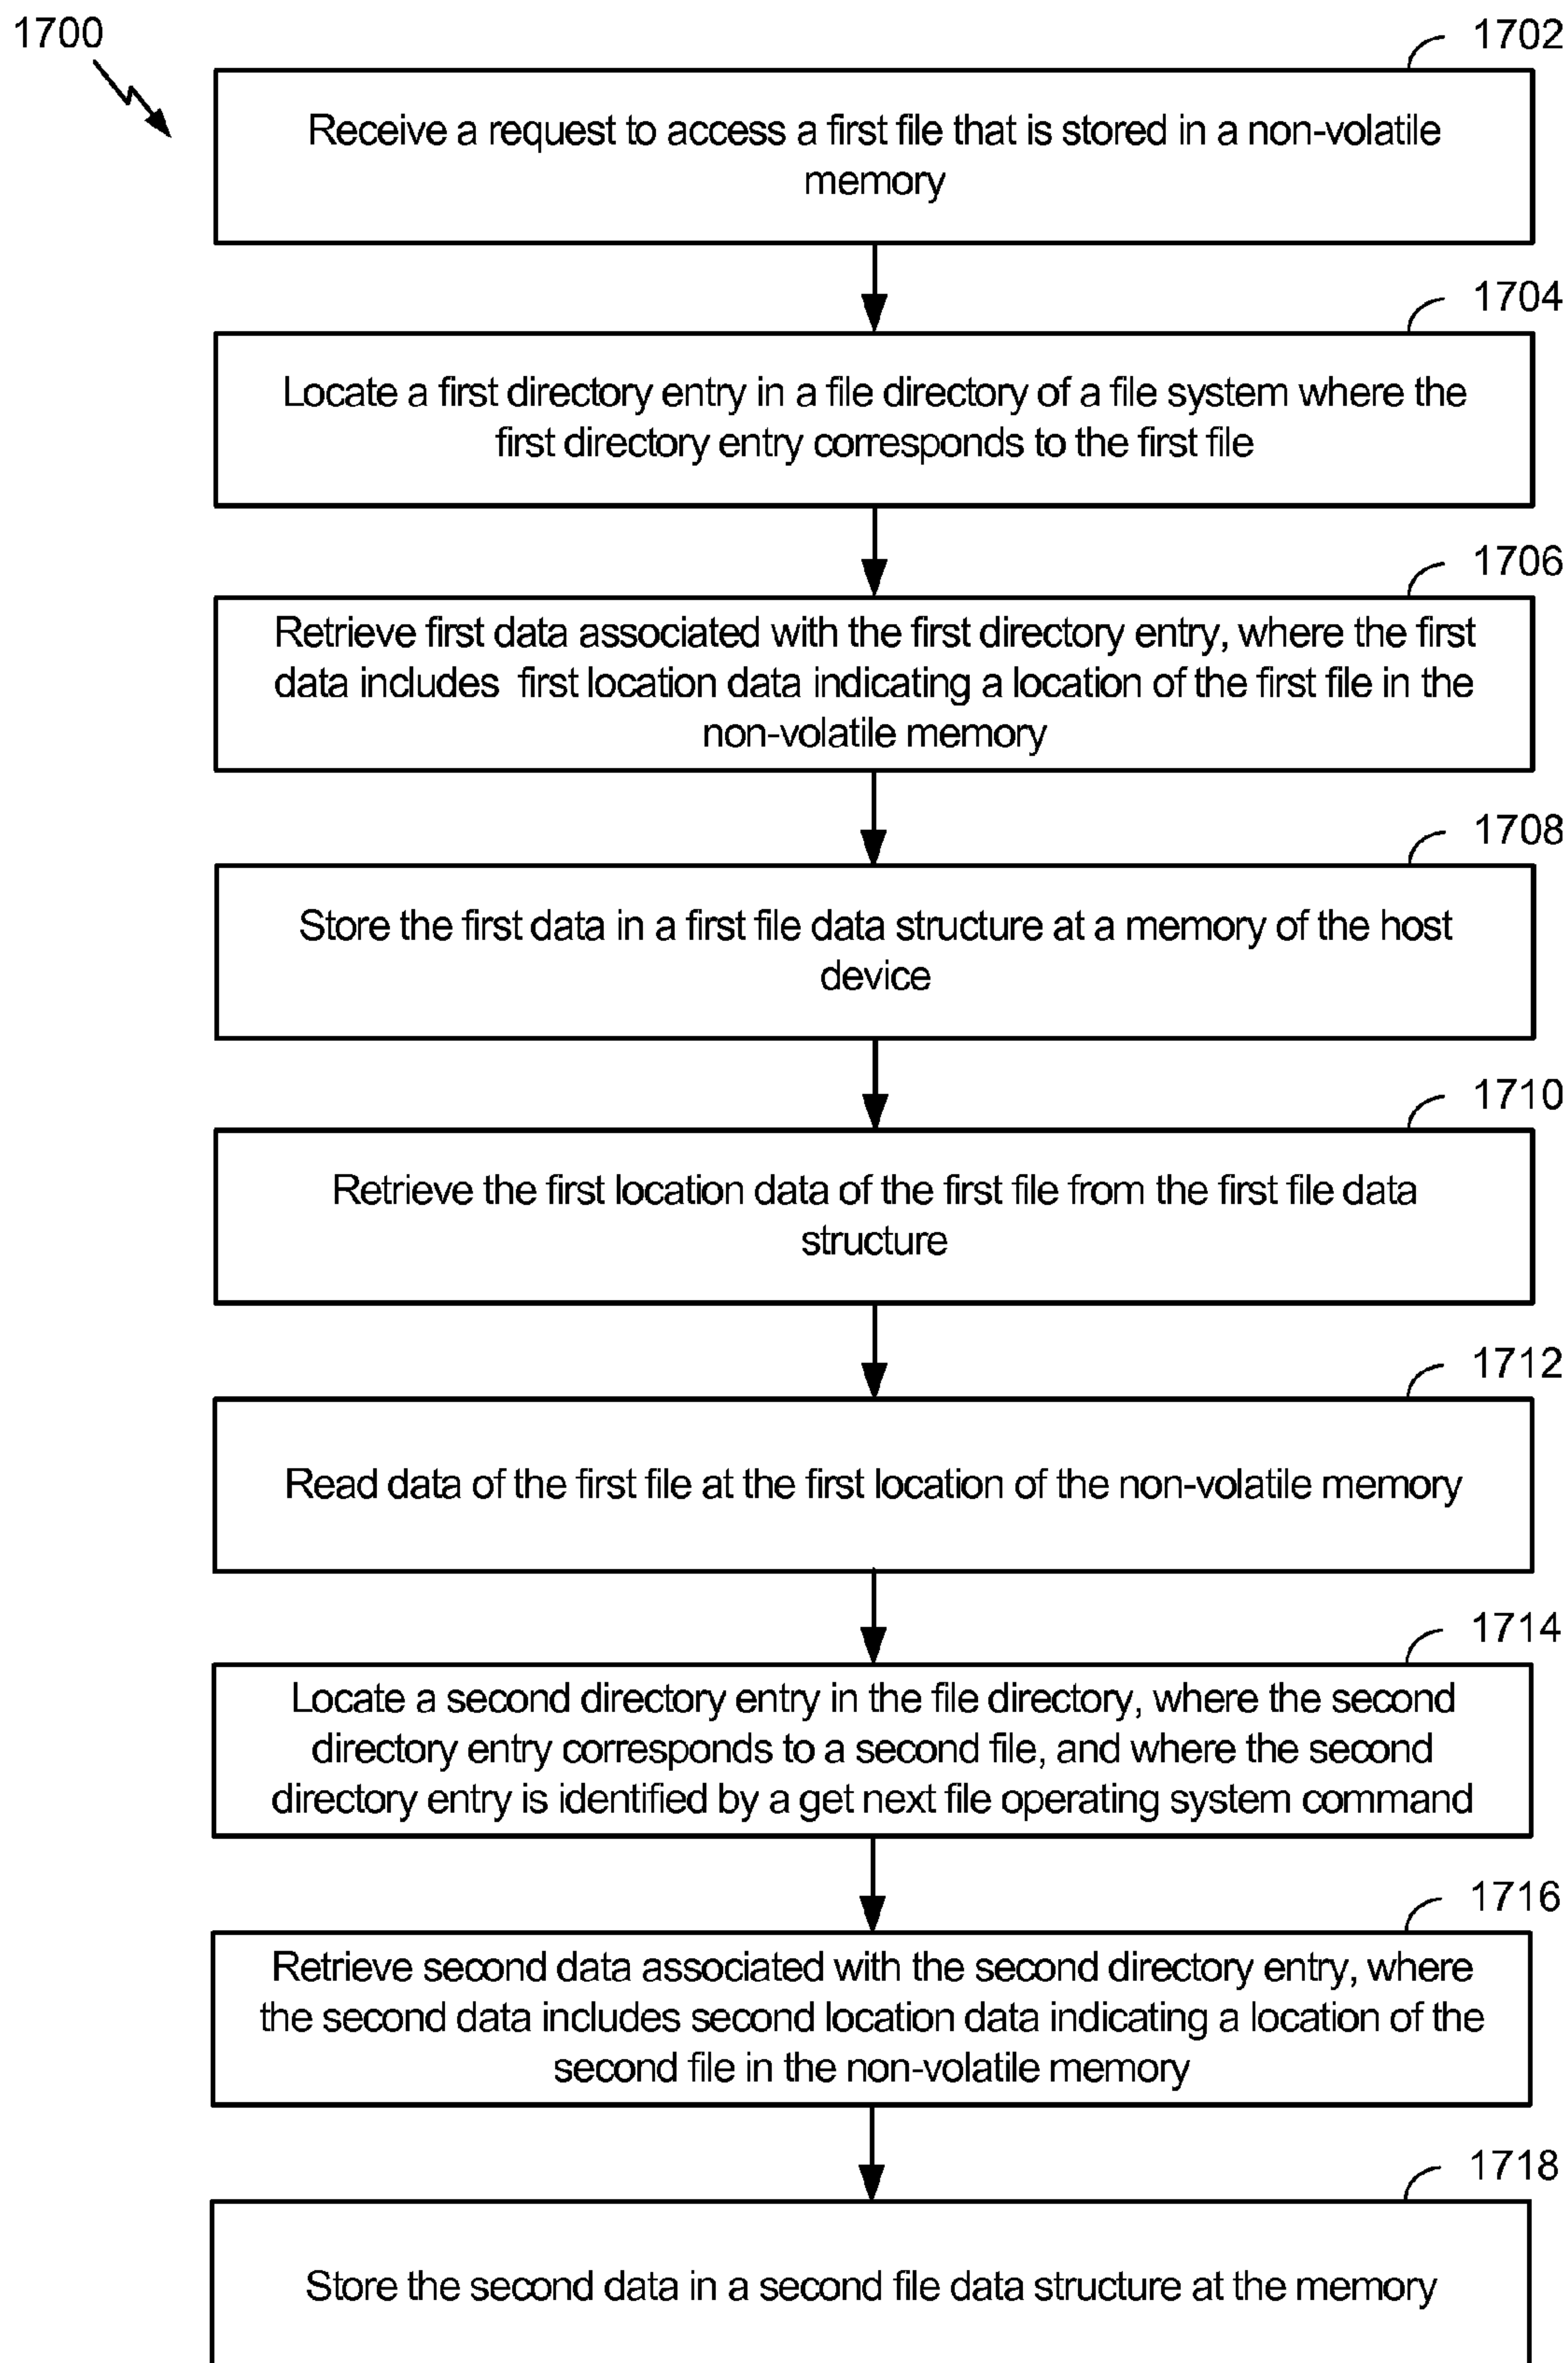 1700
1702
Receive a request to access a first file that is stored in a non-volatile
memory
1704
Locate a first directory entry in a file directory of a file system where the
first directory entry corresponds to the first file
1706
Retrieve first data associated with the first directory entry, where the first
data includes first location data indicating a location of the first file in the
non-volatile memory
1708
Store the first data in a first file data structure at a memory of the host
device
1710
Retrieve the first location data of the first file from the first file data
structure
1712
Read data of the first file at the first location of the non-volatile memory
1714
Locate a second directory entry in the file directory, where the second
directory entry corresponds to a second file, and where the second
directory entry is identified by a get next file operating system command
1716
Retrieve second data associated with the second directory entry, where
the second data includes second location data indicating a location of the
second file in the non-volatile memory
1718
Store the second data in a second file data structure at the memory